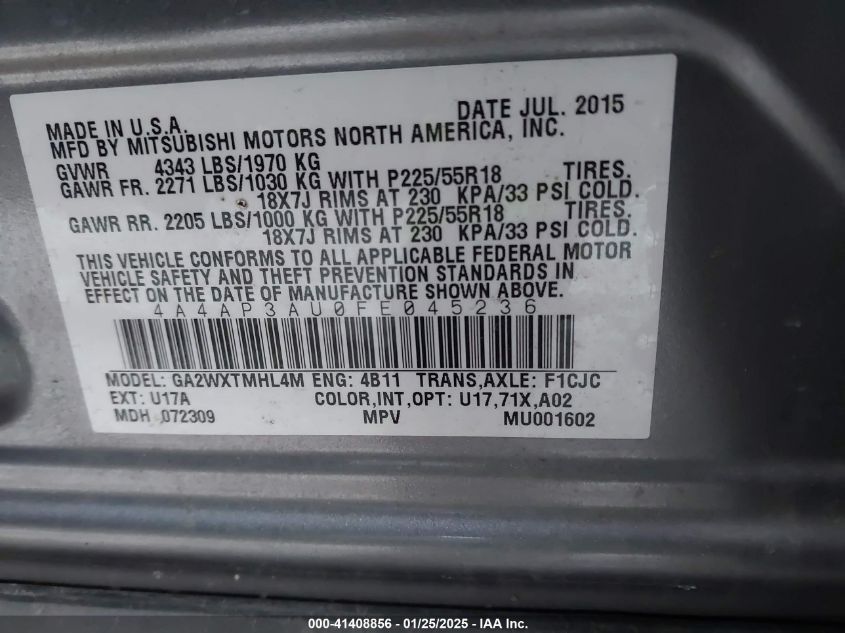 DATE JUL. 2015
MADE IN U.S.A.
MFD BY MITSUBISHI MOTORS NORTH AMERICA, INC.
GVWR 4343 LBS/1970 KG
GAWR FR. 2271 LBS/1030 KG WITH P225/55R18 TIRES.
18X7J RIMS AT 230 KPA/33 PSI COLD.
GAWR RR. 2205 LBS/1000 KG WITH P225/55R18 TIRES.
18X7J RIMS AT 230 KPA/33 PSI COLD.
THIS VEHICLE CONFORMS TO ALL APPLICABLE FEDERAL MOTOR
VEHICLE SAFETY AND THEFT PREVENTION STANDARDS IN
EFFECT ON THE DATE OF MANUFACTURE SHOWN ABOVE.
4A4AP3AU0FE045236
MODEL: GA2WXTMHL4M ENG: 4B11 TRANS,AXLE: F1CJC
EXT: U17A COLOR,INT,OPT: U17,71X,A02
MDH 072309 MPV MU001602
000-41408856 / 01/25/2025 - IAA Inc.